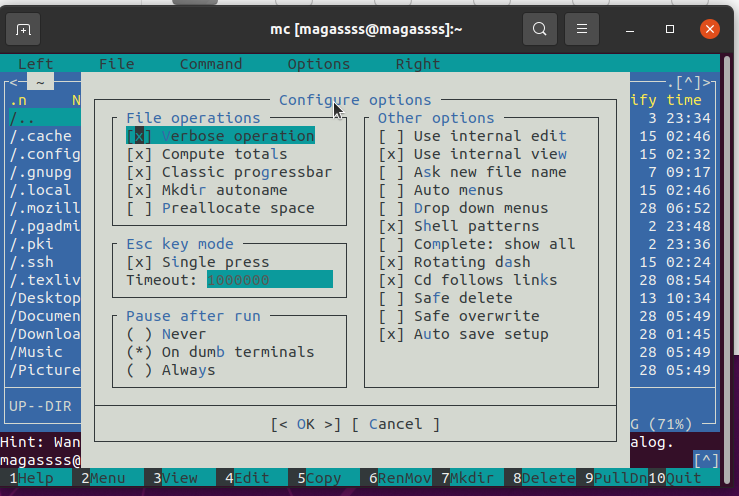 mc [magassss@magassss]:~
Left File Command Options Right
<- ~ .[^]>
.n N ify time
/.. 3 23:34
/.cache 15 02:46
/.config 15 02:32
/.gnupg 7 09:17
/.local 15 02:46
/.mozill 28 06:52
/.pgadmi 2 23:48
/.pki 2 23:36
/.ssh 15 02:24
/.texliv 28 08:54
/Desktop 13 10:34
/Documen 28 05:49
/Downloa 28 01:45
/Music 28 05:49
/Picture 28 05:49
UP--DIR
G (71%)
Configure options
File operations
[x] Verbose operation
[x] Compute totals
[x] Classic progressbar
[x] Mkdir autoname
[ ] Preallocate space
Esc key mode
[x] Single press
Timeout: 1000000
Pause after run
( ) Never
(*) On dumb terminals
( ) Always
Other options
[ ] Use internal edit
[x] Use internal view
[ ] Ask new file name
[ ] Auto menus
[ ] Drop down menus
[x] Shell patterns
[ ] Complete: show all
[x] Rotating dash
[x] Cd follows links
[ ] Safe delete
[ ] Safe overwrite
[x] Auto save setup
[< OK >] [ Cancel ]
Hint: Wan alog.
magassss@ [^]
1Help 2Menu 3View 4Edit 5Copy 6RenMov 7Mkdir 8Delete 9PullDn 10Quit